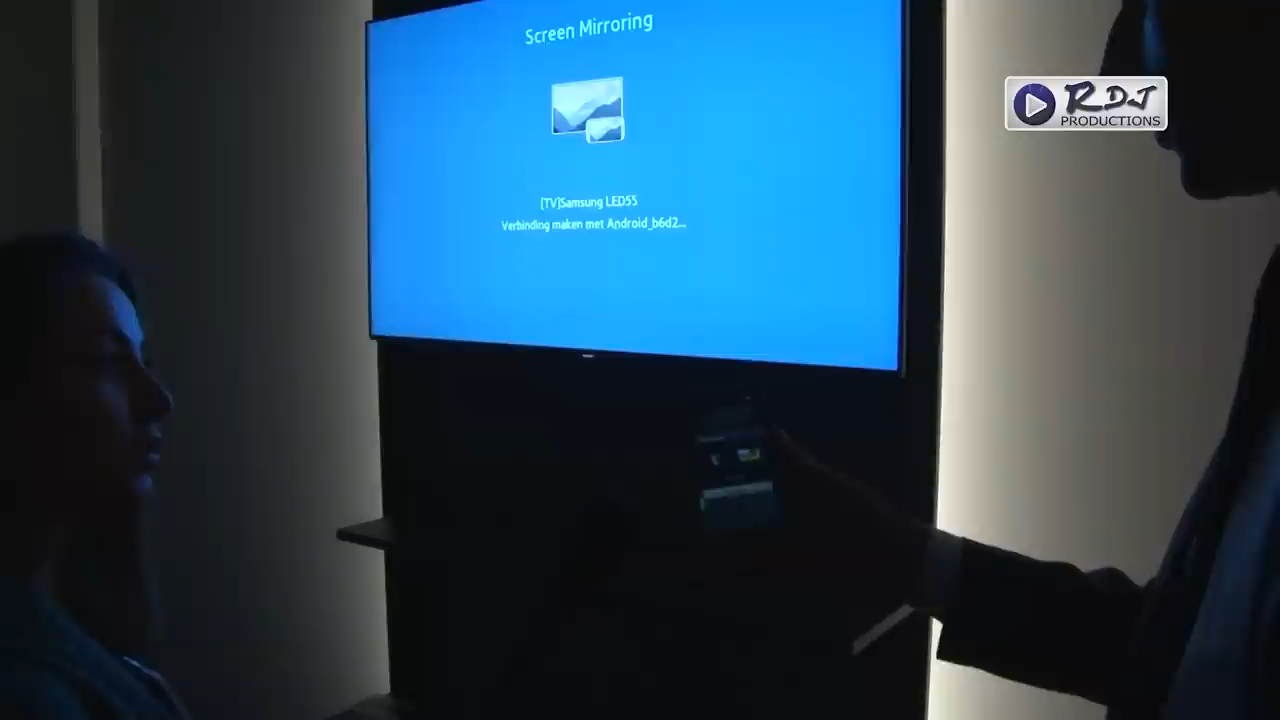 Screen Mirroring
RDJ
PRODUCTIONS
[TV]Samsung LED55
Verbinding maken met Android_b6d2...